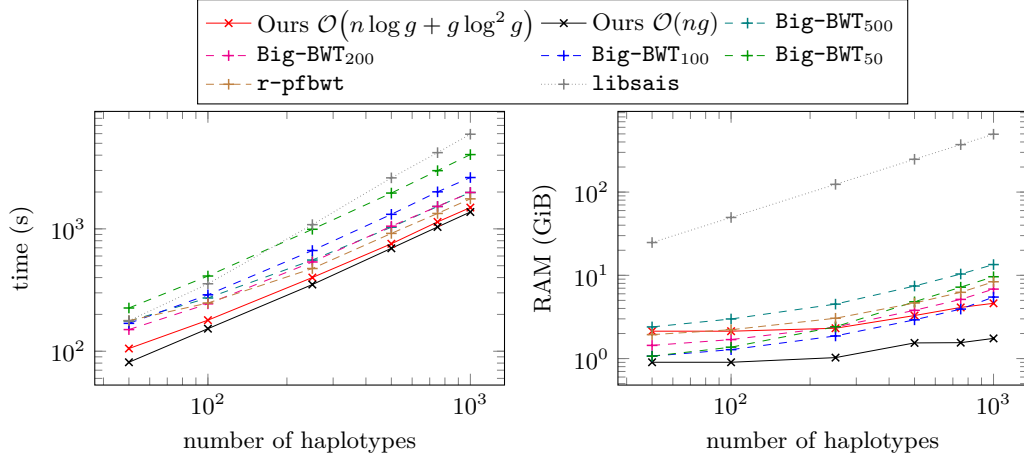 Ours O(n log g + g log² g) Ours O(ng) Big-BWT₅₀₀
Big-BWT₂₀₀ Big-BWT₁₀₀ Big-BWT₅₀
r-pfbwt libsais
time (s)
10³
10²
10² 10³
number of haplotypes
RAM (GiB)
10²
10¹
10⁰
10² 10³
number of haplotypes